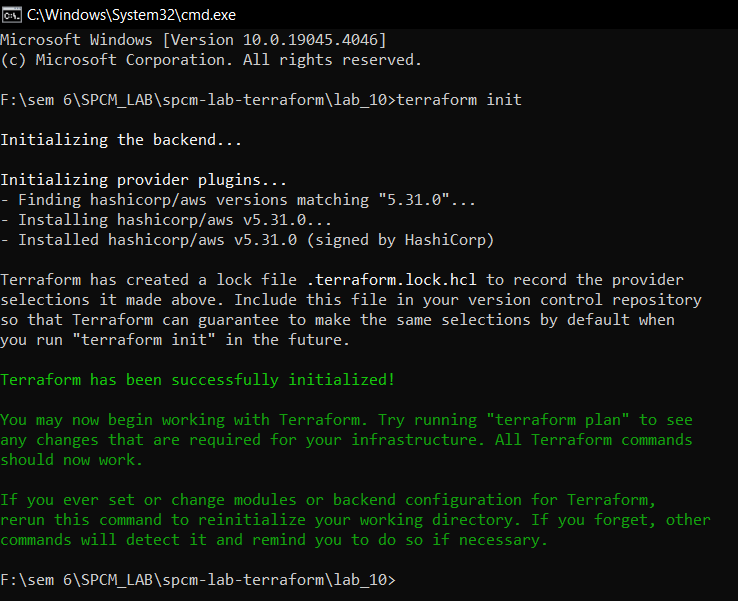 C:\Windows\System32\cmd.exe
Microsoft Windows [Version 10.0.19045.4046]
(c) Microsoft Corporation. All rights reserved.
F:\sem 6\SPCM_LAB\spcm-lab-terraform\lab_10>terraform init
Initializing the backend...
Initializing provider plugins...
- Finding hashicorp/aws versions matching "5.31.0"...
- Installing hashicorp/aws v5.31.0...
- Installed hashicorp/aws v5.31.0 (signed by HashiCorp)
Terraform has created a lock file .terraform.lock.hcl to record the provider
selections it made above. Include this file in your version control repository
so that Terraform can guarantee to make the same selections by default when
you run "terraform init" in the future.
Terraform has been successfully initialized!
You may now begin working with Terraform. Try running "terraform plan" to see
any changes that are required for your infrastructure. All Terraform commands
should now work.
If you ever set or change modules or backend configuration for Terraform,
rerun this command to reinitialize your working directory. If you forget, other
commands will detect it and remind you to do so if necessary.
F:\sem 6\SPCM_LAB\spcm-lab-terraform\lab_10>